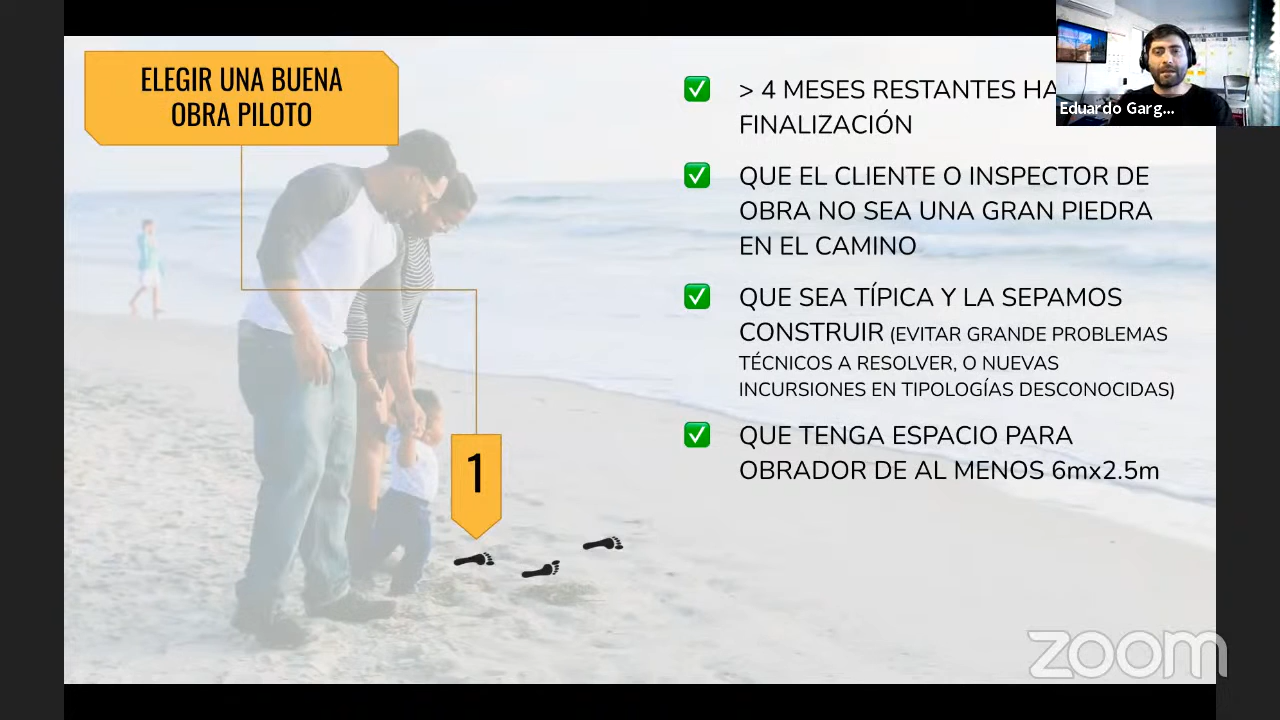 ELEGIR UNA BUENA
OBRA PILOTO
> 4 MESES RESTANTES HA
FINALIZACIÓN
QUE EL CLIENTE O INSPECTOR DE
OBRA NO SEA UNA GRAN PIEDRA
EN EL CAMINO
QUE SEA TÍPICA Y LA SEPAMOS
CONSTRUIR (EVITAR GRANDE PROBLEMAS
TÉCNICOS A RESOLVER, O NUEVAS
INCURSIONES EN TIPOLOGÍAS DESCONOCIDAS)
QUE TENGA ESPACIO PARA
OBRADOR DE AL MENOS 6mx2.5m
1
Eduardo Garg...
zoom